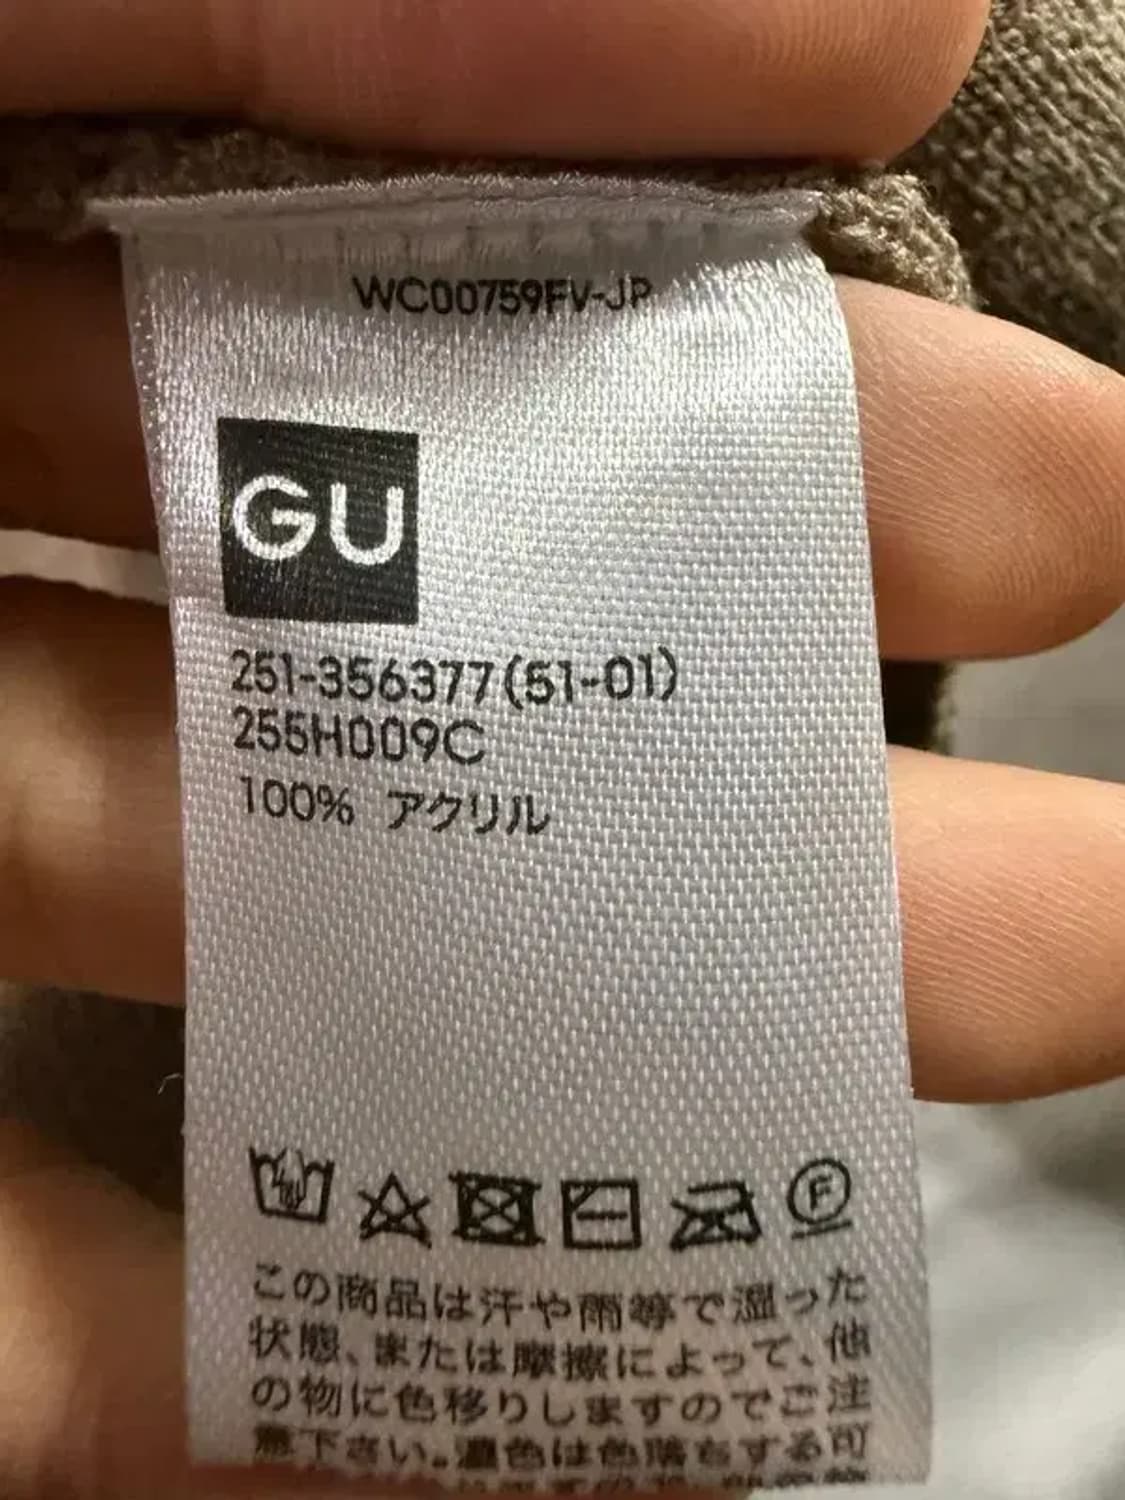 WC00759FV-JP
GU
251-356377(51-01)
255H009C
100% アクリル
F
この商品は汗や雨等で湿った
状態、または摩擦によって、他
の物に色移りしますのでご注
意下さい。濃色は色落ちする可